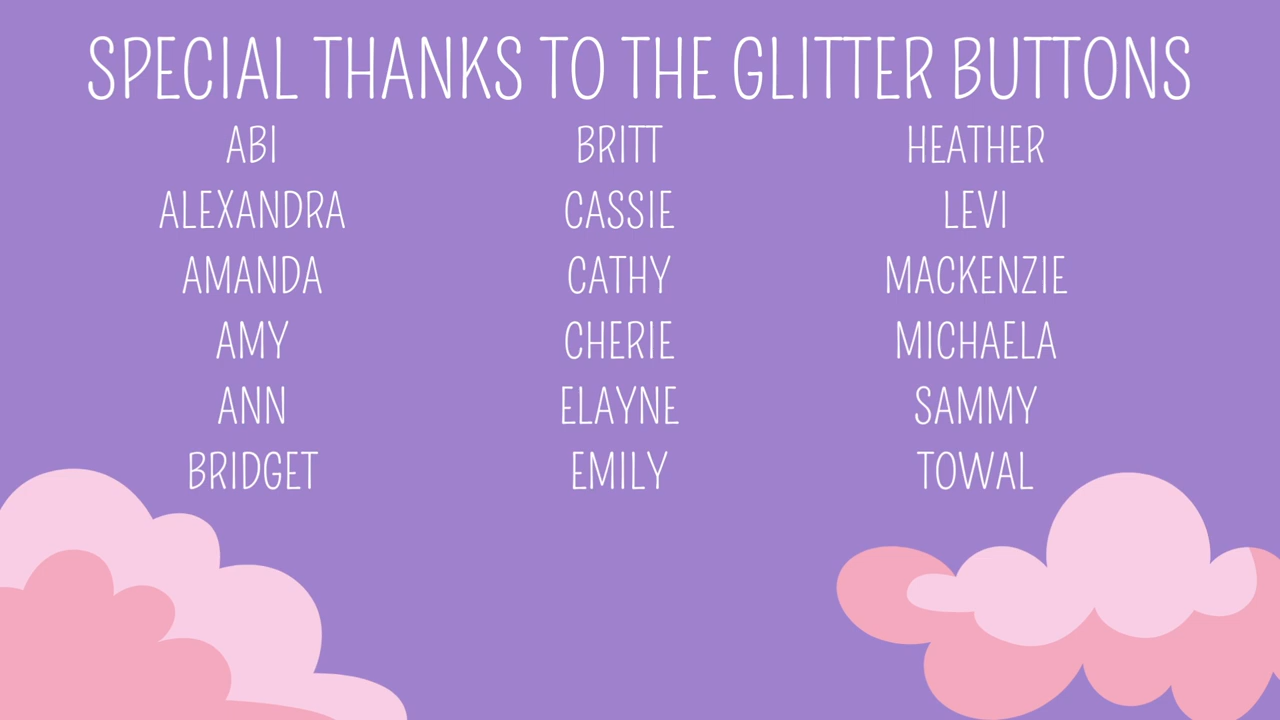 SPECIAL THANKS TO THE GLITTER BUTTONS
ABI
ALEXANDRA
AMANDA
AMY
ANN
BRIDGET
BRITT
CASSIE
CATHY
CHERIE
ELAYNE
EMILY
HEATHER
LEVI
MACKENZIE
MICHAELA
SAMMY
TOWAL